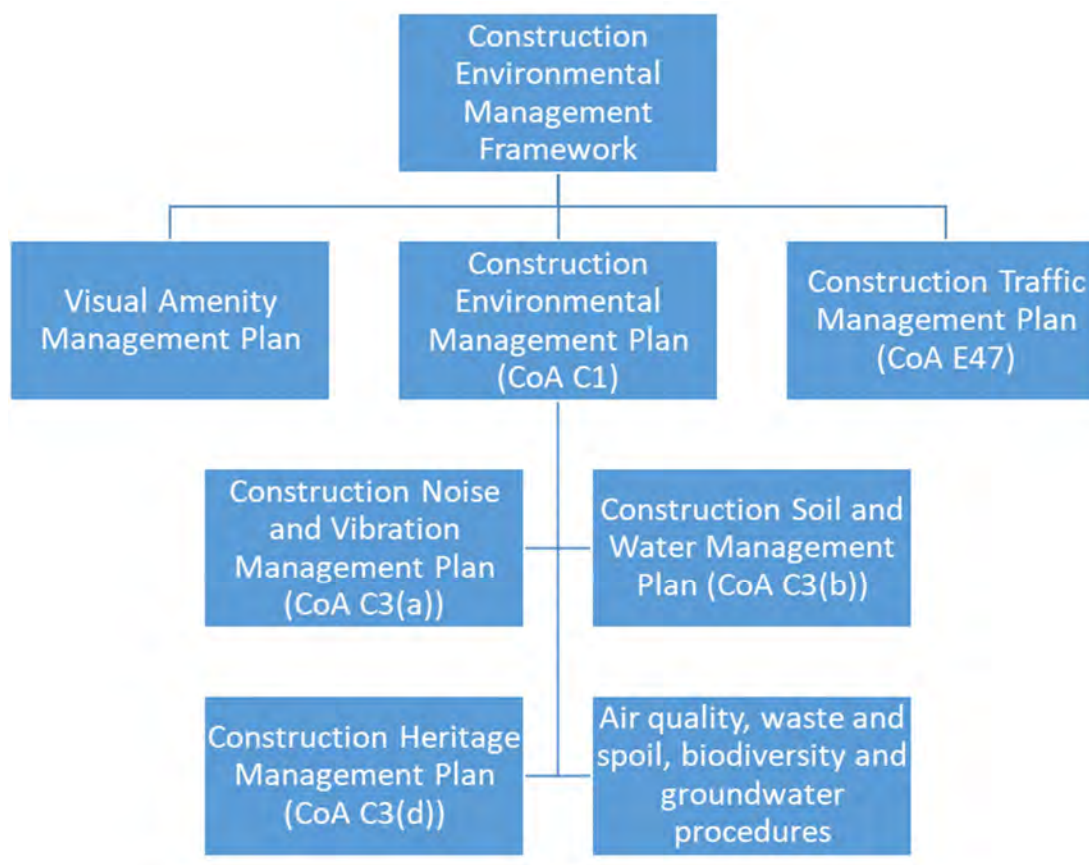 Construction
Environmental
Management
Framework
Visual Amenity
Management Plan
Construction
Environmental
Management Plan
(CoA C1)
Construction Traffic
Management Plan
(CoA E47)
Construction Noise
and Vibration
Management Plan
(CoA C3(a))
Construction Soil and
Water Management
Plan (CoA C3(b))
Construction Heritage
Management Plan
(CoA C3(d))
Air quality, waste and
spoil, biodiversity and
groundwater
procedures